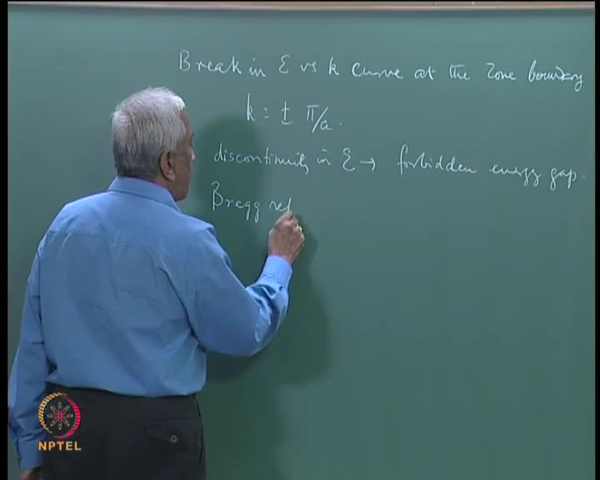 Break in ε vs k curve at the zone boundary
k = ± π/a.
discontinuity in ε → forbidden energy gap.
Bragg ref
NPTEL